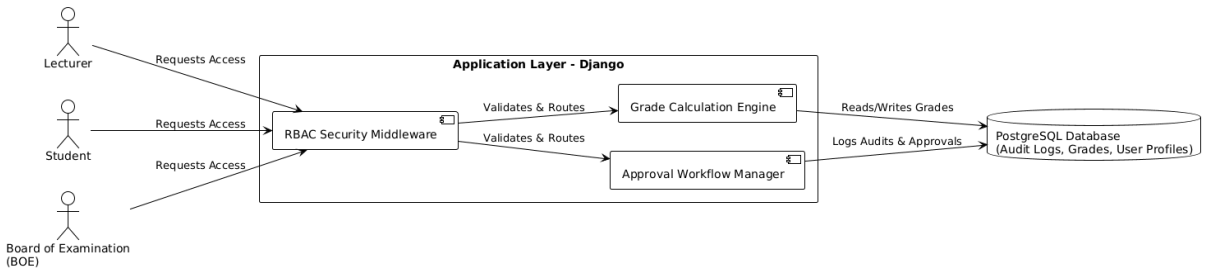 Lecturer
Requests Access
Student
Requests Access
Board of Examination
(BOE)
Requests Access
Application Layer - Django
RBAC Security Middleware
Validates & Routes
Validates & Routes
Grade Calculation Engine
Approval Workflow Manager
Reads/Writes Grades
Logs Audits & Approvals
PostgreSQL Database
(Audit Logs, Grades, User Profiles)